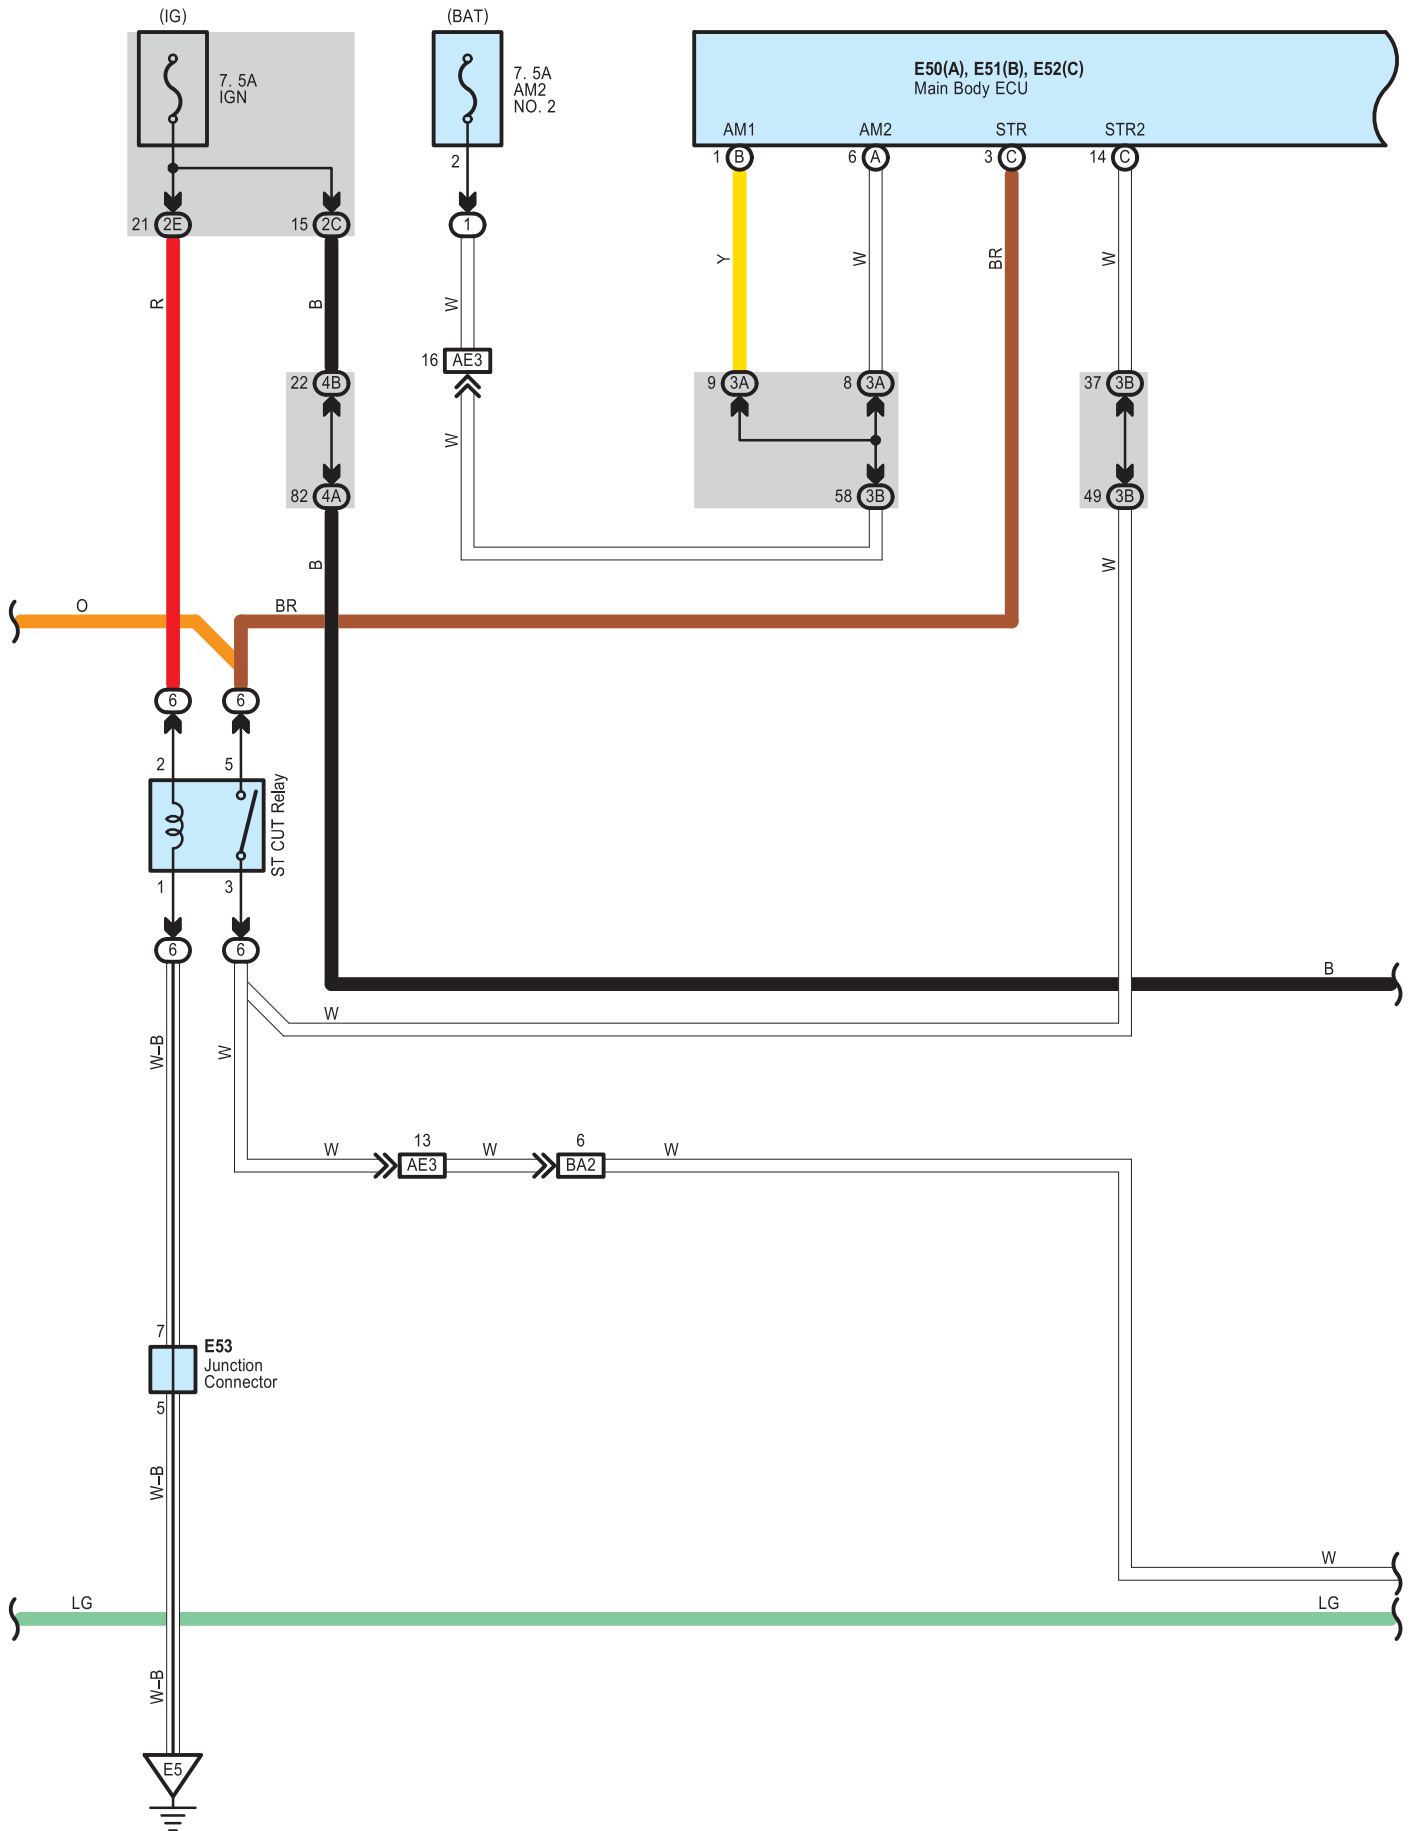 (IG)
(BAT)
7. 5A
IGN
7. 5A
AM2
NO. 2
E50(A), E51(B), E52(C)
Main Body ECU
AM1
AM2
STR
STR2
1 B
6 A
3 C
14 C
2
21 2E
15 2C
1
R
B
W
Y
W
BR
W
16 AE3
22 4B
9 3A
8 3A
37 3B
W
82 4A
58 3B
49 3B
B
W
O
BR
6
6
2
5
ST CUT Relay
1
3
6
6
B
W
W–B
W
W
13
AE3
W
6
BA2
W
7
E53
Junction
Connector
5
W–B
W
LG
LG
W–B
E5